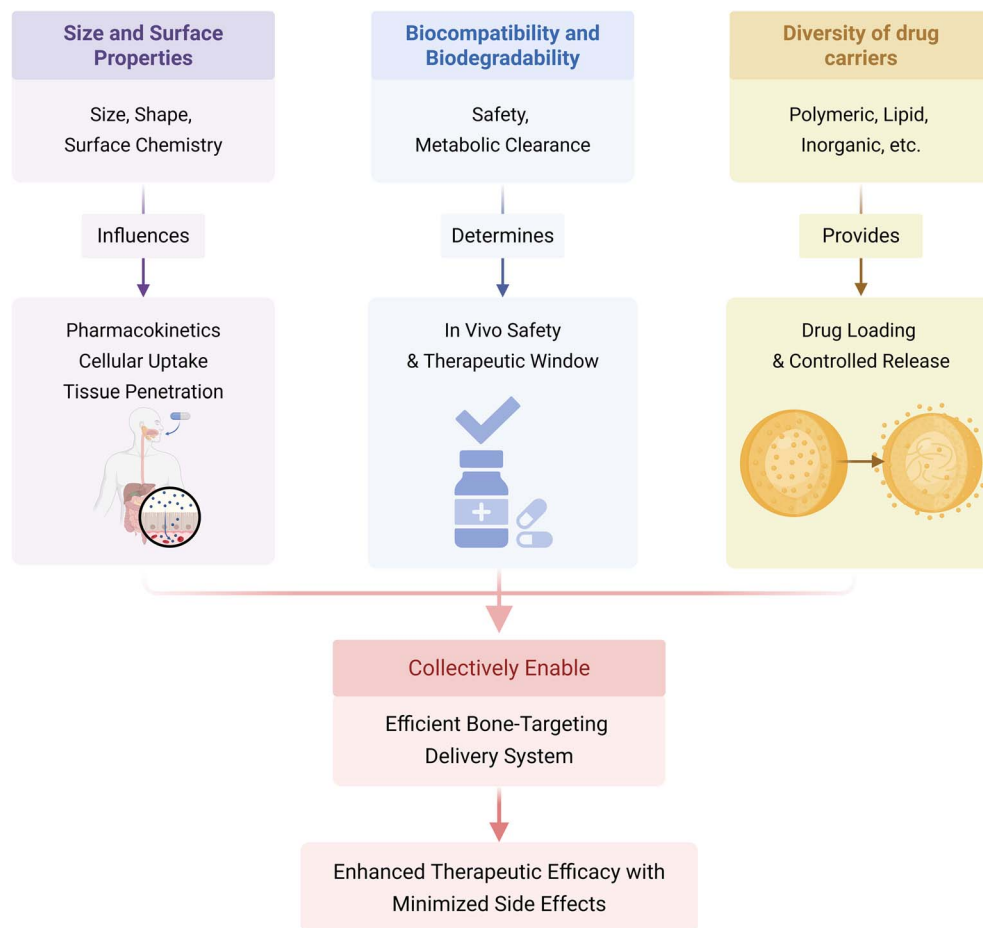 Size and Surface
Properties
Size, Shape,
Surface Chemistry
Influences
Pharmacokinetics
Cellular Uptake
Tissue Penetration
Biocompatibility and
Biodegradability
Safety,
Metabolic Clearance
Determines
In Vivo Safety
& Therapeutic Window
Diversity of drug
carriers
Polymeric, Lipid,
Inorganic, etc.
Provides
Drug Loading
& Controlled Release
Collectively Enable
Efficient Bone-Targeting
Delivery System
Enhanced Therapeutic Efficacy with
Minimized Side Effects